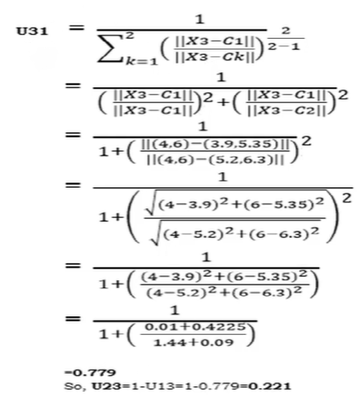 U31 = 1 / ∑_{k=1}^{2} ( ||X3−C1|| / ||X3−Ck|| )^{2/(2−1)}
= 1 / ( ||X3−C1|| / ||X3−C1|| )^2 + ( ||X3−C1|| / ||X3−C2|| )^2
= 1 / 1+( ||(4,6)−(3.9,5.35)|| / ||(4,6)−(5.2,6.3)|| )^2
= 1 / 1+( √(4−3.9)^2+(6−5.35)^2 / √(4−5.2)^2+(6−6.3)^2 )^2
= 1 / 1+( (4−3.9)^2+(6−5.35)^2 / (4−5.2)^2+(6−6.3)^2 )
= 1 / 1+( 0.01+0.4225 / 1.44+0.09 )
=0.779
So, U23=1-U13=1-0.779=0.221